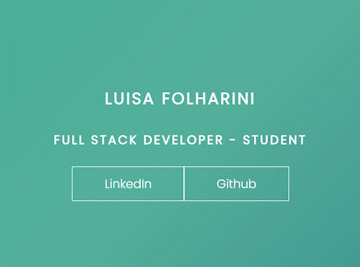 LUISA FOLHARINI
FULL STACK DEVELOPER - STUDENT
LinkedIn Github